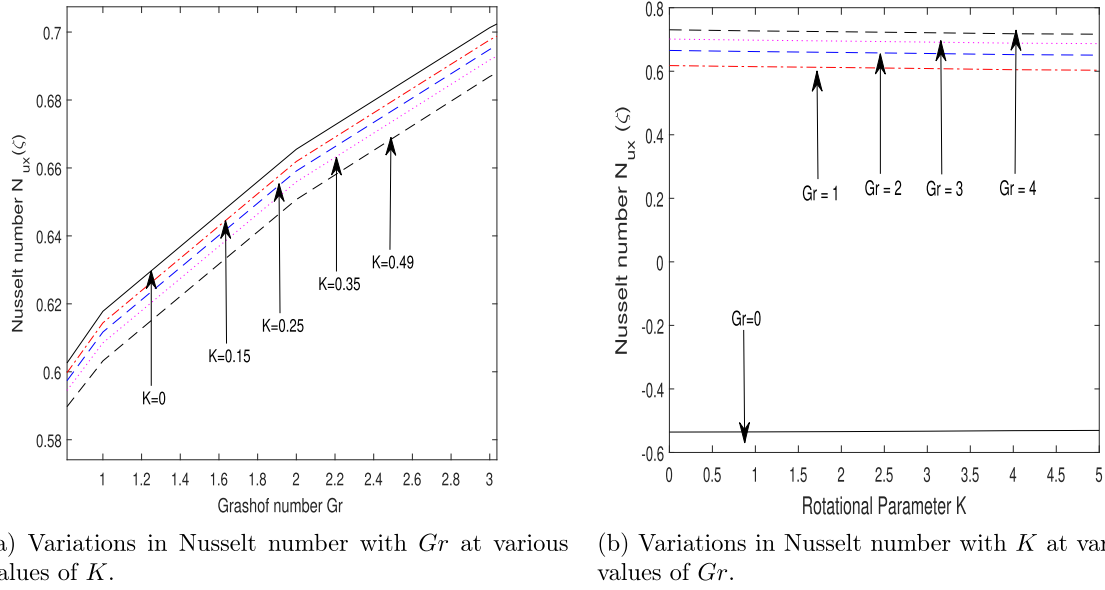 0.7
0.68
0.66
0.64
0.62
0.6
0.58
Nusselt number N_ux(ζ)
K=0
K=0.15
K=0.25
K=0.35
K=0.49
1 1.2 1.4 1.6 1.8 2 2.2 2.4 2.6 2.8 3
Grashof number Gr
a) Variations in Nusselt number with Gr at various
alues of K.
0.8
0.6
0.4
0.2
0
-0.2
-0.4
-0.6
Nusselt number N_ux (ζ)
Gr = 1
Gr = 2
Gr = 3
Gr = 4
Gr=0
0 0.5 1 1.5 2 2.5 3 3.5 4 4.5 5
Rotational Parameter K
(b) Variations in Nusselt number with K at var
values of Gr.